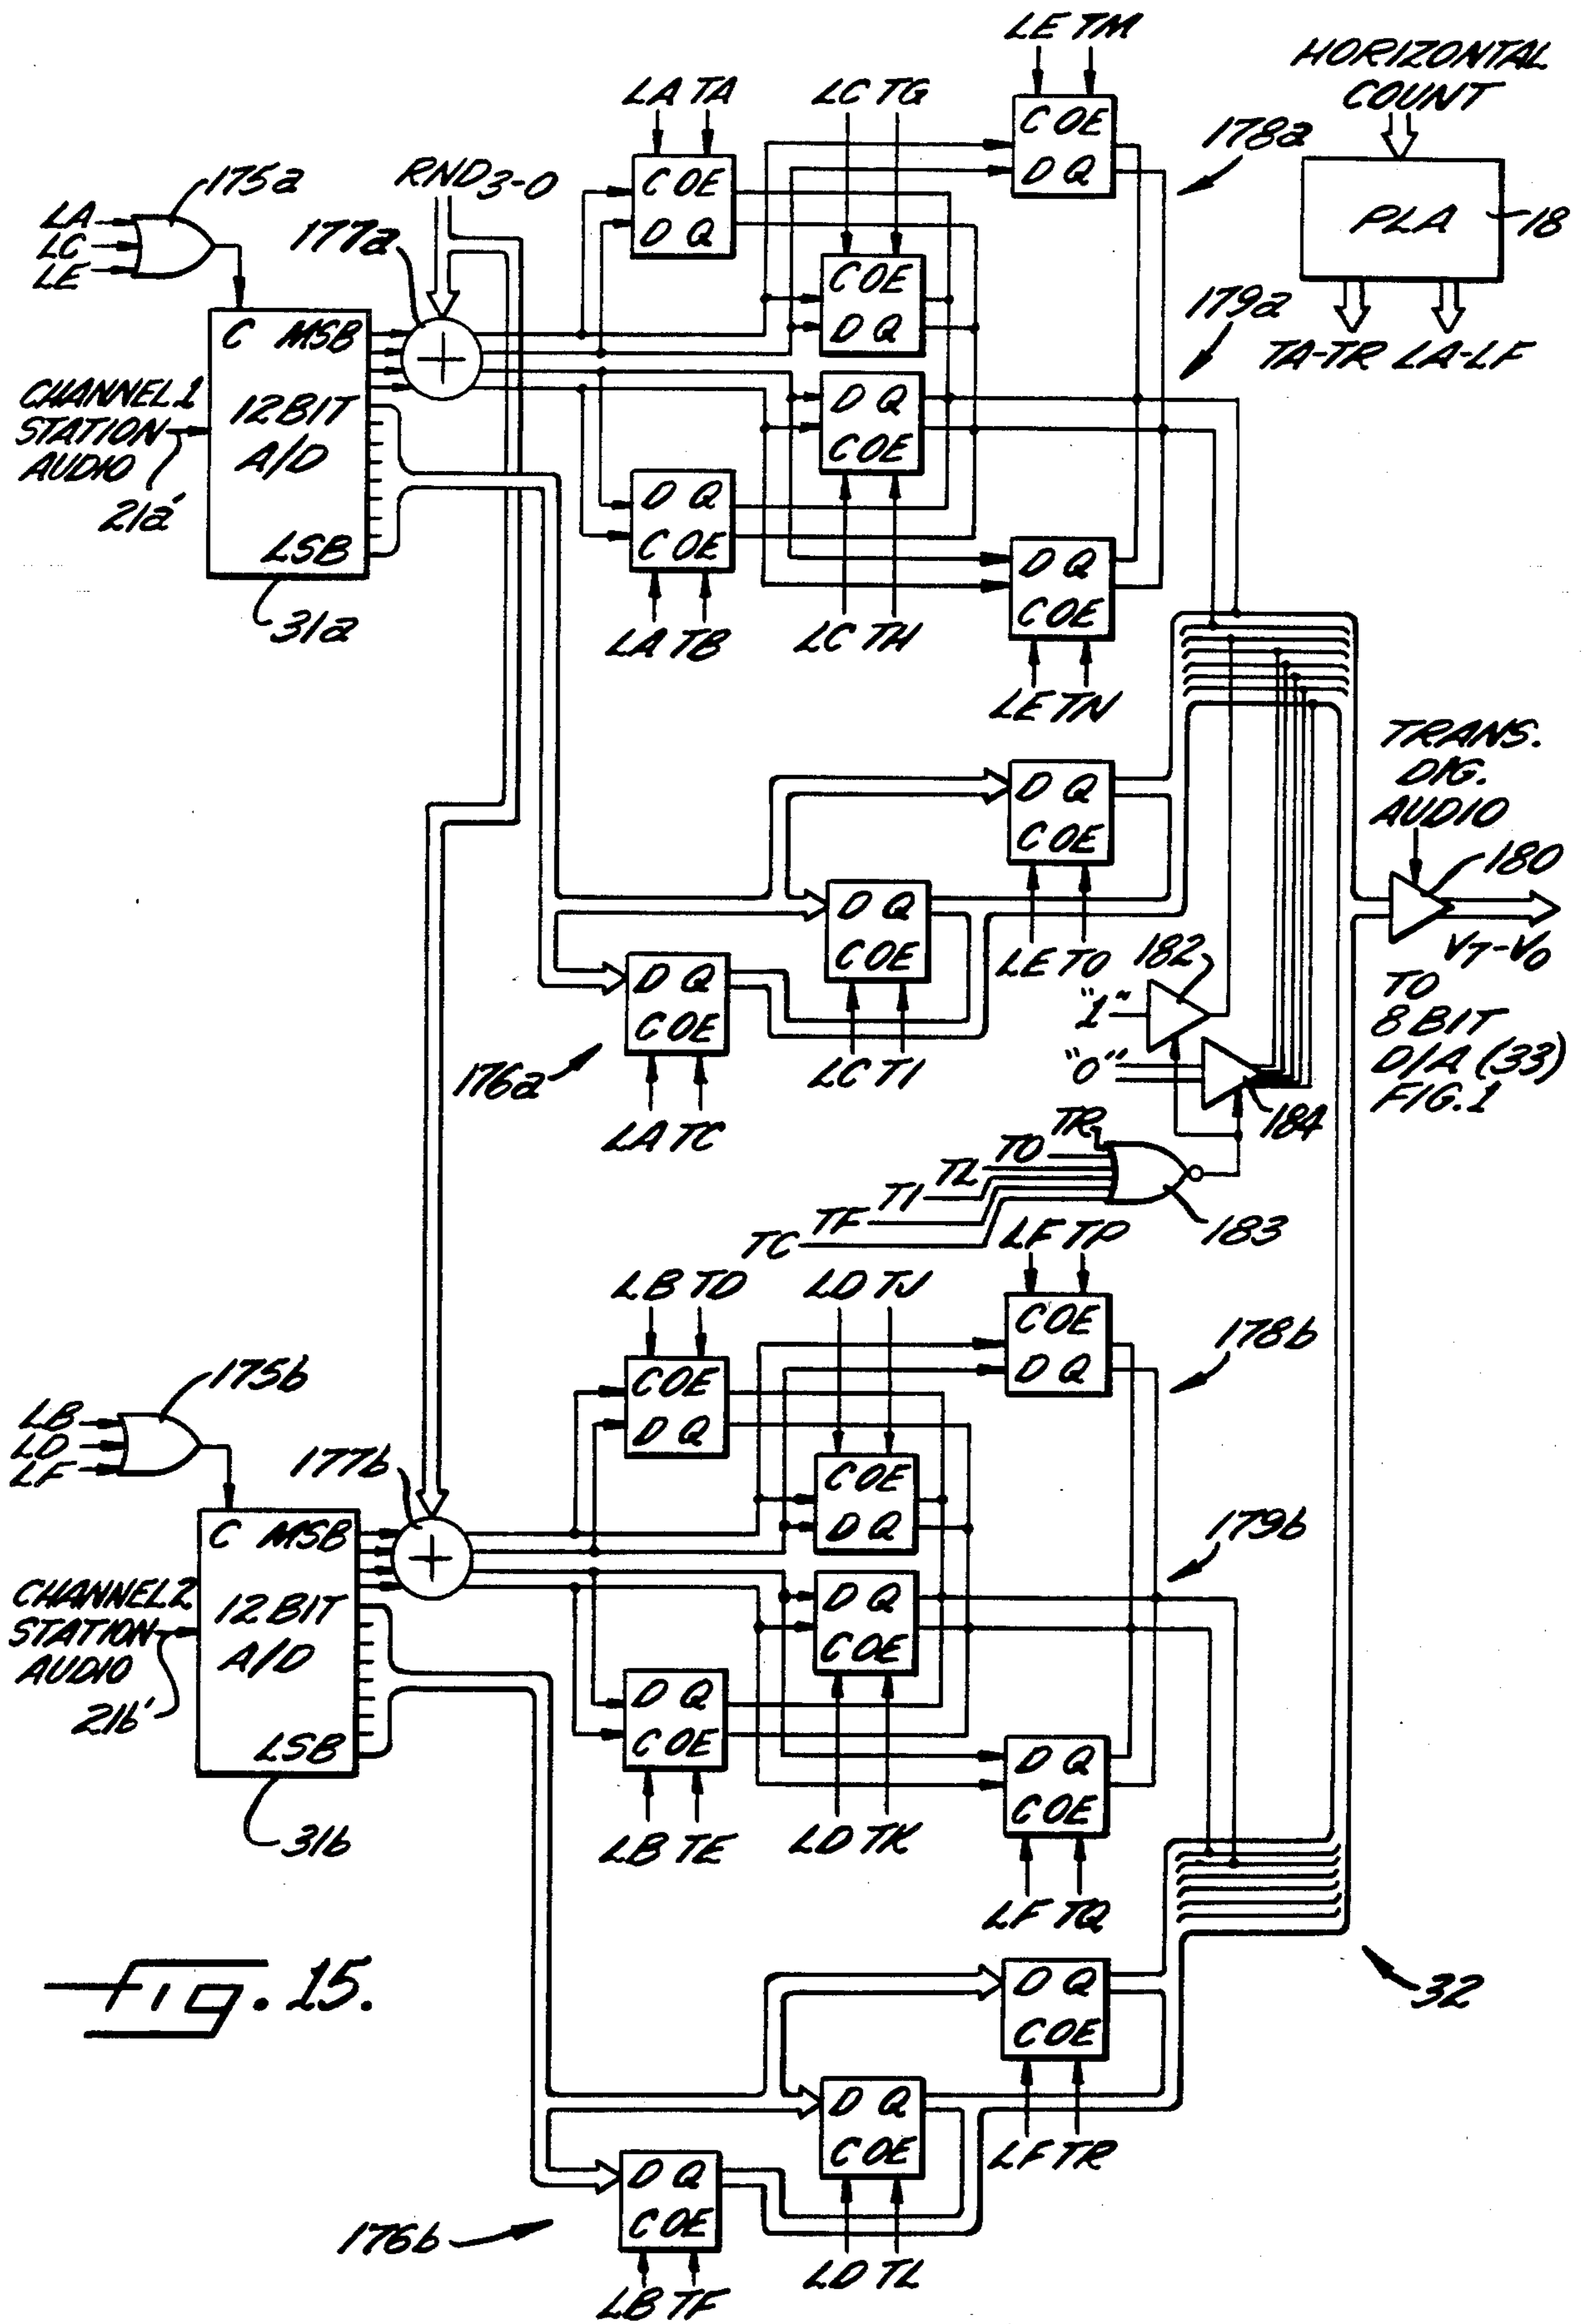 LE TM
HORIZONTAL
COUNT
LA TA
LC TG
C OE
D Q
178a
PLA
18
TA-TR LA-LF
175a
RND3-0
LA
LC
LE
177a
C OE
D Q
C OE
D Q
179a
C MSB
12 BIT
A/D
LSB
CHANNEL 1
STATION
AUDIO
21a'
31a
D Q
C OE
D Q
C OE
LA TB
LC TH
D Q
C OE
LE TN
TRANS.
DIG.
AUDIO
180
V7-V0
TO
8 BIT
D/A (33)
FIG. 1
D Q
C OE
LE TO
D Q
C OE
LC TI
D Q
C OE
LA TC
176a
182
"1"
"0"
184
TR
TO
TL
TI
TF
TC
183
LF TP
LB TD
LD TJ
C OE
D Q
178b
175b
LB
LD
LF
177b
C OE
D Q
C OE
D Q
179b
C MSB
12 BIT
A/D
LSB
CHANNEL 2
STATION
AUDIO
21b'
31b
D Q
C OE
D Q
C OE
LB TE
LD TK
D Q
C OE
LF TQ
32
Fig. 15.
D Q
C OE
LF TR
D Q
C OE
LD TL
D Q
C OE
176b
LB TF